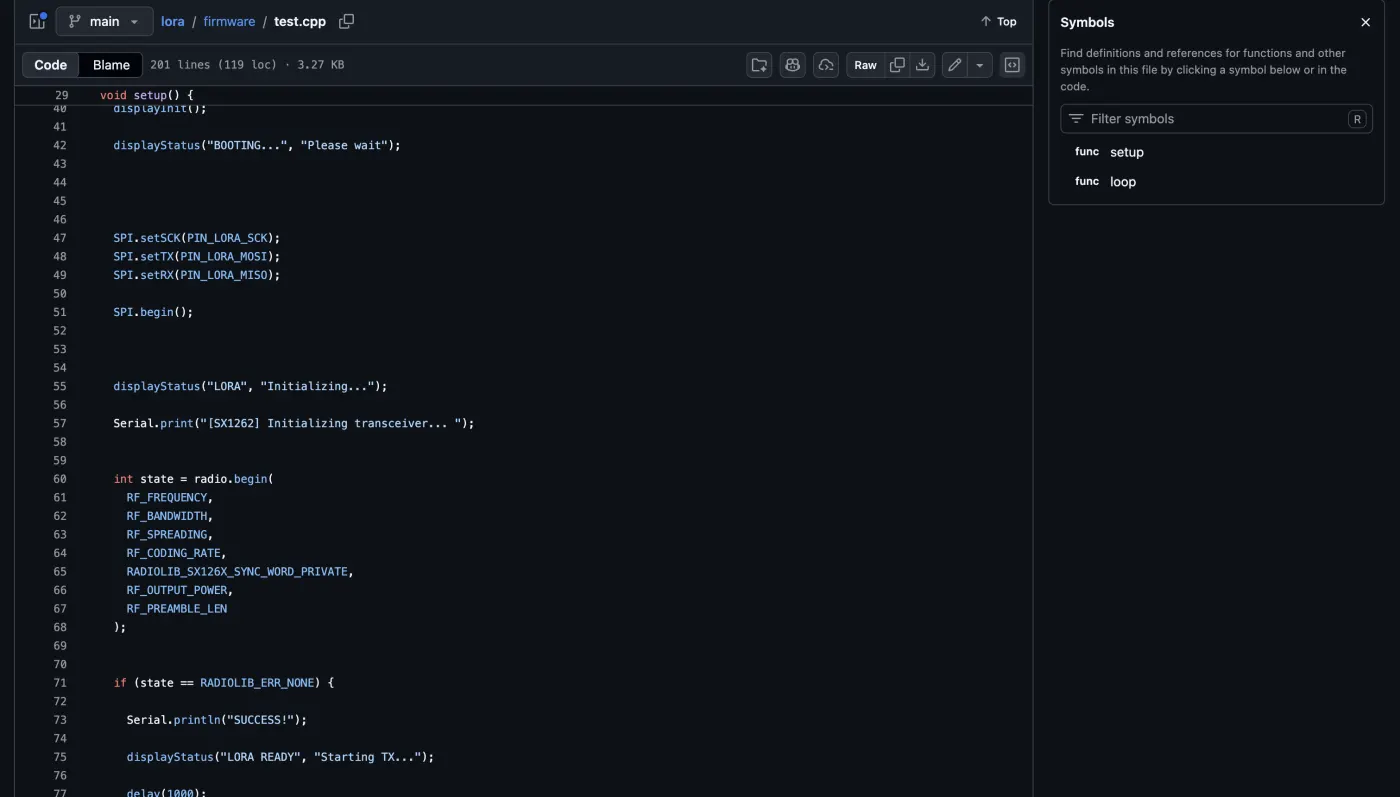 main
lora / firmware / test.cpp
Top
Code Blame 201 lines (119 loc) · 3.27 KB
Raw
29 void setup() {
40 displayInit();
41
42 displayStatus("BOOTING...", "Please wait");
43
44
45
46
47 SPI.setSCK(PIN_LORA_SCK);
48 SPI.setTX(PIN_LORA_MOSI);
49 SPI.setRX(PIN_LORA_MISO);
50
51 SPI.begin();
52
53
54
55 displayStatus("LORA", "Initializing...");
56
57 Serial.print("[SX1262] Initializing transceiver... ");
58
59
60 int state = radio.begin(
61 RF_FREQUENCY,
62 RF_BANDWIDTH,
63 RF_SPREADING,
64 RF_CODING_RATE,
65 RADIOLIB_SX126X_SYNC_WORD_PRIVATE,
66 RF_OUTPUT_POWER,
67 RF_PREAMBLE_LEN
68 );
69
70
71 if (state == RADIOLIB_ERR_NONE) {
72
73 Serial.println("SUCCESS!");
74
75 displayStatus("LORA READY", "Starting TX...");
76
77 delay(1000);
Symbols
Find definitions and references for functions and other
symbols in this file by clicking a symbol below or in the
code.
Filter symbols R
func setup
func loop